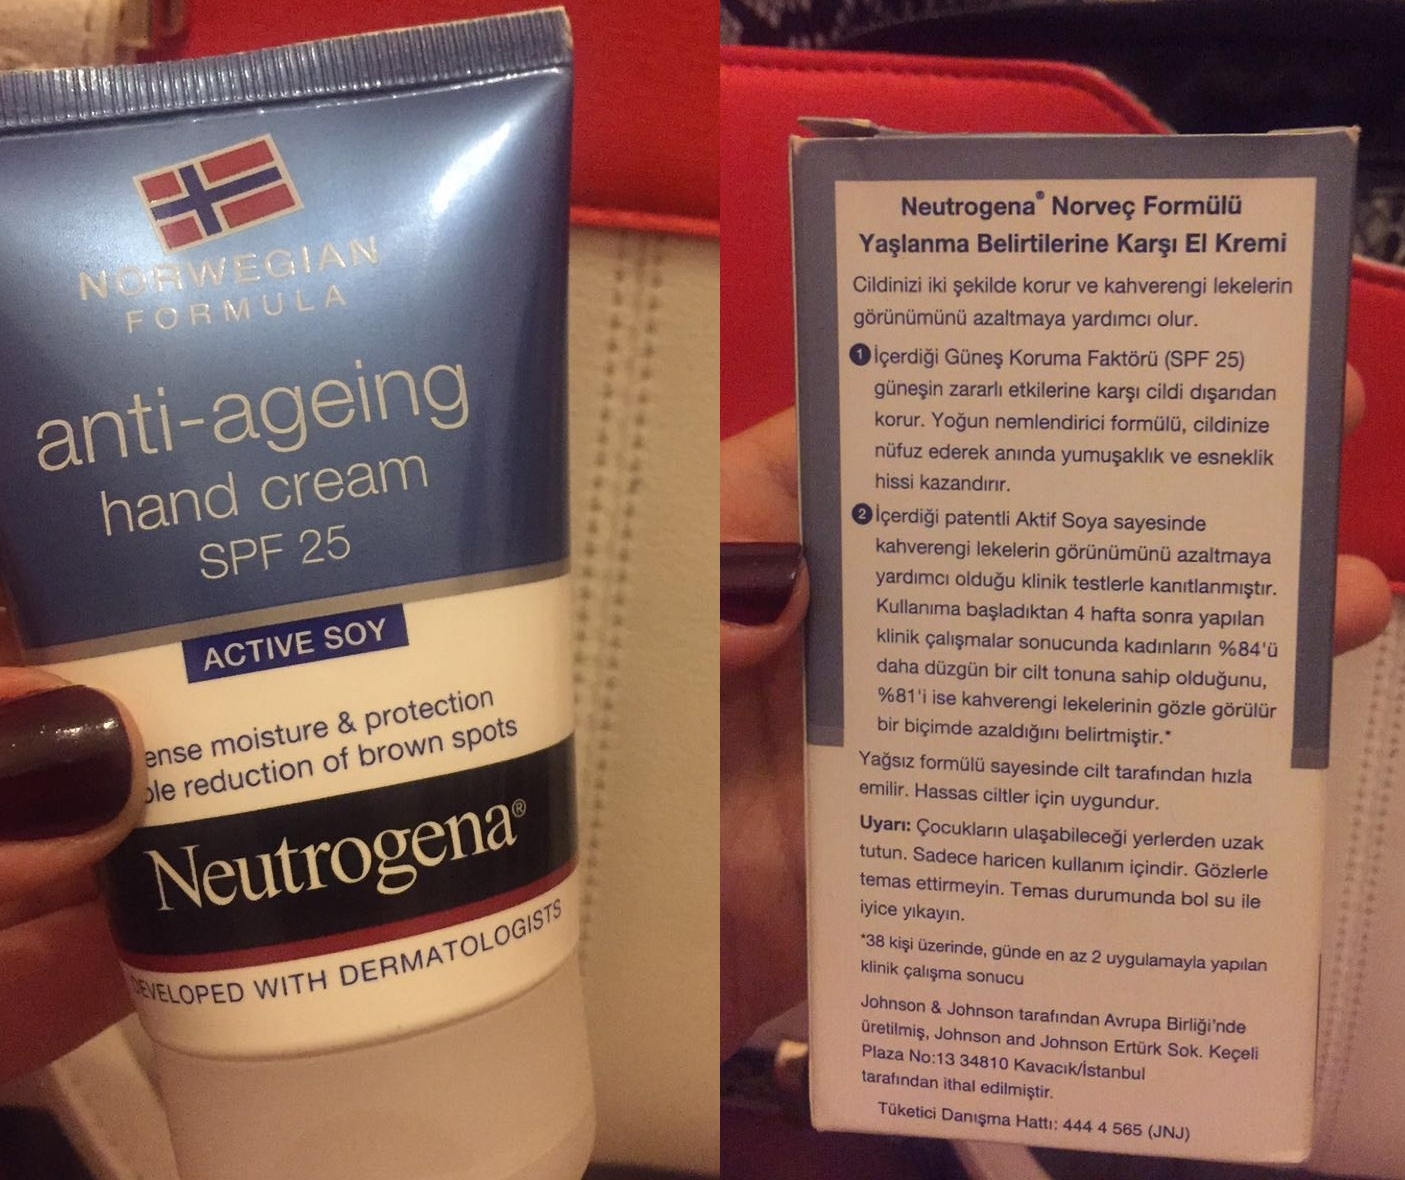 NORWEGIAN
FORMULA
anti-ageing
hand cream
SPF 25
ACTIVE SOY
moisture & protection
reduction of brown spots
Neutrogena®
DEVELOPED WITH DERMATOLOGISTS
Neutrogena® Norveç Formülü
Yaşlanma Belirtilerine Karşı El Kremi
Cildinizi iki şekilde korur ve kahverengi lekelerin
görünümünü azaltmaya yardımcı olur.
1 İçerdiği Güneş Koruma Faktörü (SPF 25)
güneşin zararlı etkilerine karşı cildi dışarıdan
korur. Yoğun nemlendirici formülü, cildinize
nüfuz ederek anında yumuşaklık ve esneklik
hissi kazandırır.
2 İçerdiği patentli Aktif Soya sayesinde
kahverengi lekelerin görünümünü azaltmaya
yardımcı olduğu klinik testlerle kanıtlanmıştır.
Kullanıma başladıktan 4 hafta sonra yapılan
klinik çalışmalar sonucunda kadınların %84'ü
daha düzgün bir cilt tonuna sahip olduğunu,
%81'i ise kahverengi lekelerinin gözle görülür
bir biçimde azaldığını belirtmiştir.*
Yağsız formülü sayesinde cilt tarafından hızla
emilir. Hassas ciltler için uygundur.
Uyarı: Çocukların ulaşabileceği yerlerden uzak
tutun. Sadece haricen kullanım içindir. Gözlerle
temas ettirmeyin. Temas durumunda bol su ile
iyice yıkayın.
*38 kişi üzerinde, günde en az 2 uygulamayla yapılan
klinik çalışma sonucu
Johnson & Johnson tarafından Avrupa Birliği'nde
üretilmiş, Johnson and Johnson Ertürk Sok. Keçeli
Plaza No:13 34810 Kavacık/İstanbul
tarafından ithal edilmiştir.
Tüketici Danışma Hattı: 444 4 565 (JNJ)